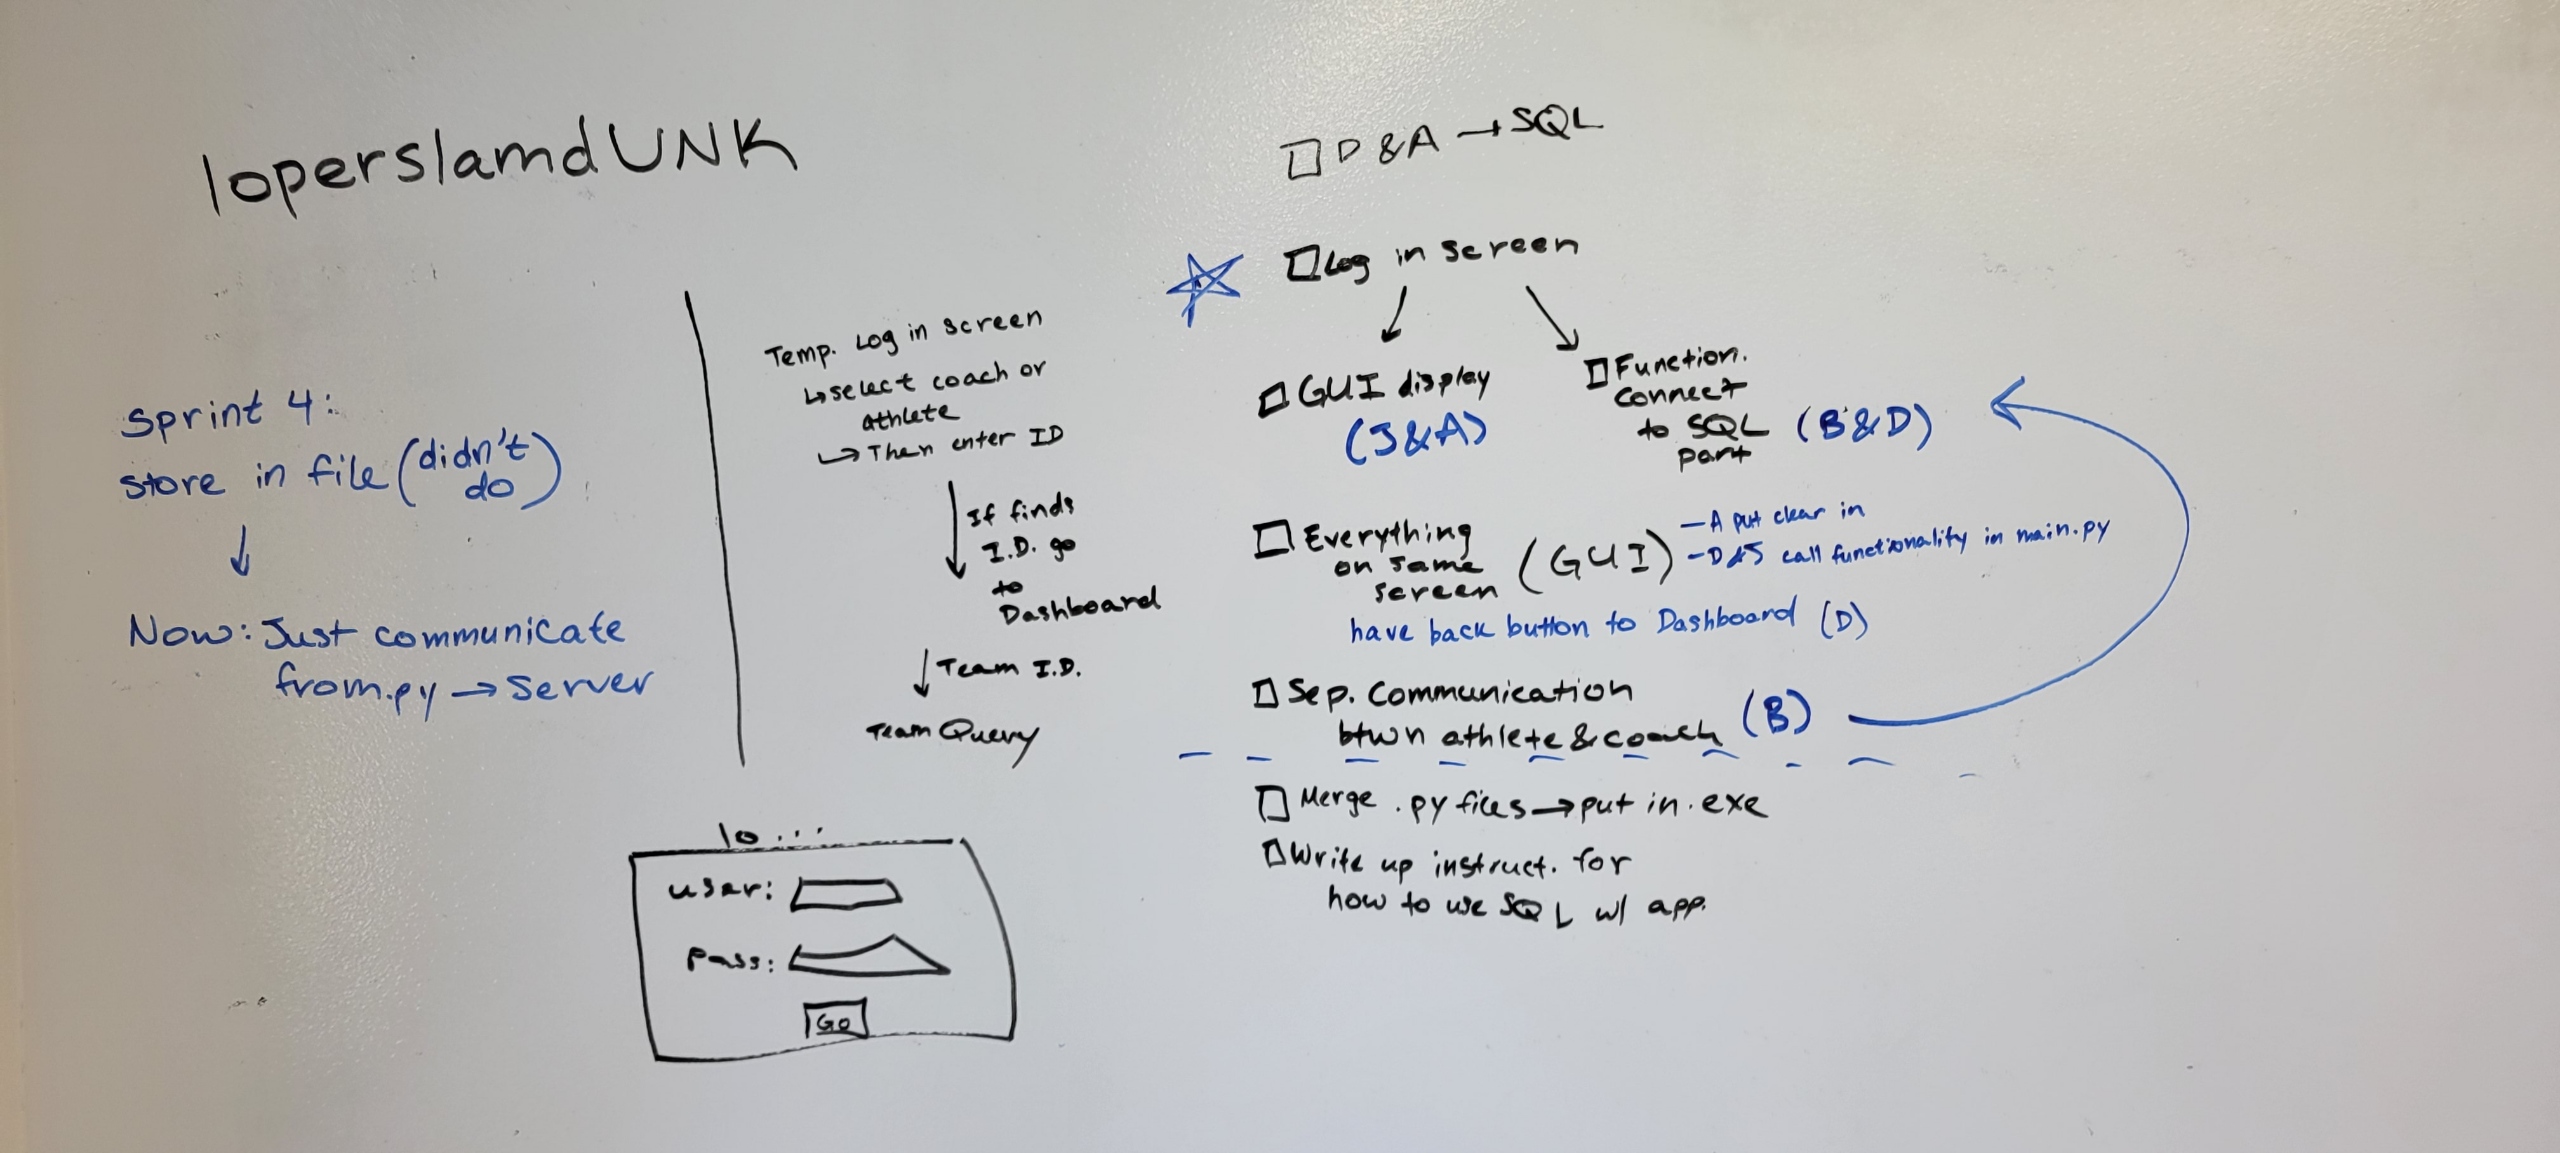 loperslamdUNK
Sprint 4:
store in file (didn't
do)
Now: Just communicate
from .py → Server
Temp. Log in screen
↳ select coach or
athlete
↳ Then enter ID
If finds
I.D. go
to
Dashboard
Team I.D.
Team Query
lo...
user:
pass:
Go
D & A → SQL
Log in screen
GUI display
(J & A)
Function.
connect
to SQL (B & D)
part
Everything
on same
screen (GUI)
- A put clear in
- D & J call functionality in main.py
have back button to Dashboard (D)
Sep. Communication
btwn athlete & coach (B)
Merge .py files → put in .exe
Write up instruct. for
how to use SQL w/ app.